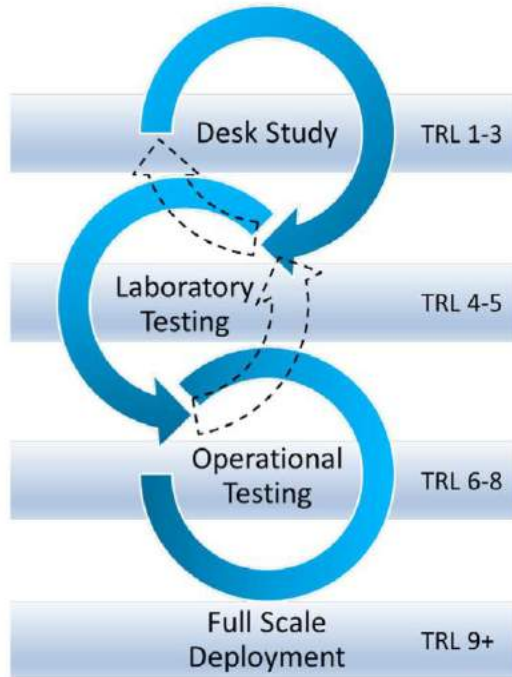 Desk Study TRL 1-3
Laboratory
Testing
TRL 4-5
Operational
Testing
TRL 6-8
Full Scale
Deployment
TRL 9+